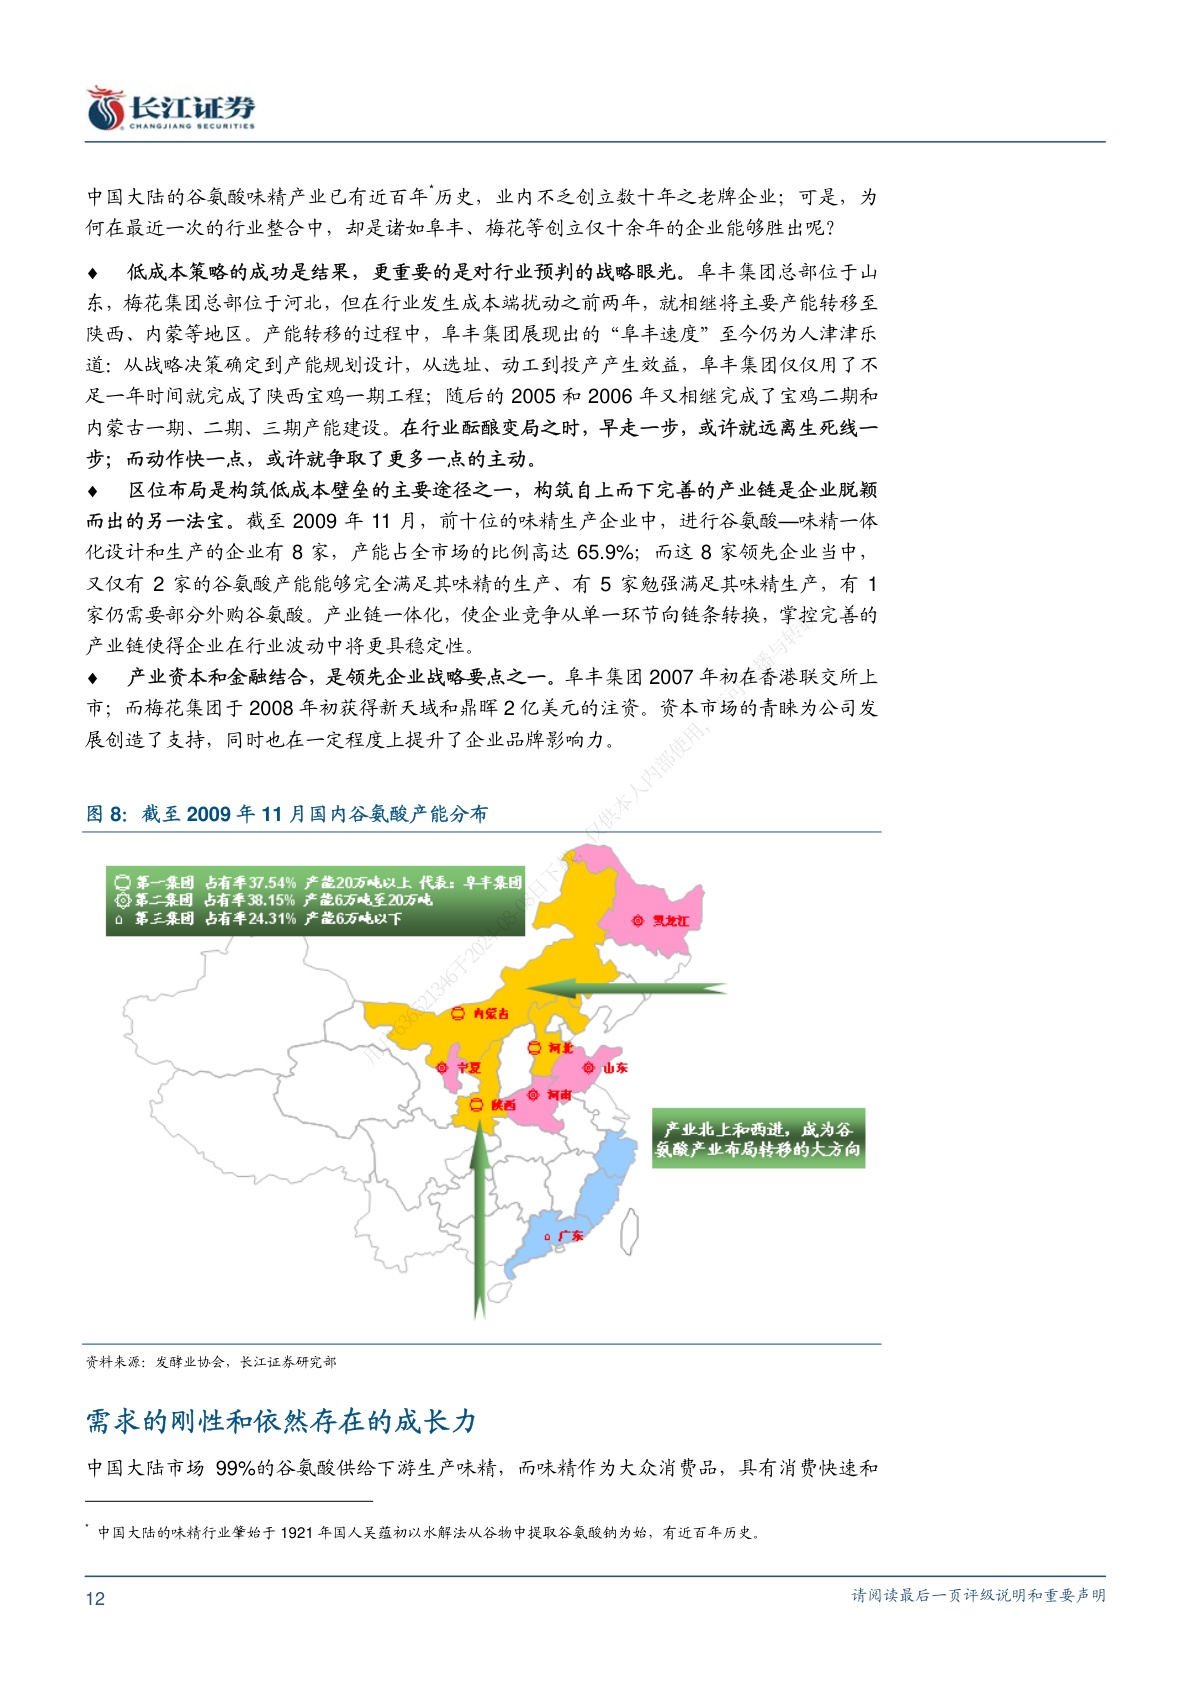 长江证券
CHANGJIANG SECURITIES
中国大陆的谷氨酸味精产业已有近百年*历史，业内不乏创立数十年之老牌企业；可是，为
何在最近一次的行业整合中，却是诸如阜丰、梅花等创立仅十余年的企业能够胜出呢？
♦ 低成本策略的成功是结果，更重要的是对行业预判的战略眼光。阜丰集团总部位于山
东，梅花集团总部位于河北，但在行业发生成本端扰动之前两年，就相继将主要产能转移至
陕西、内蒙等地区。产能转移的过程中，阜丰集团展现出的“阜丰速度”至今仍为人津津乐
道：从战略决策确定到产能规划设计，从选址、动工到投产产生效益，阜丰集团仅仅用了不
足一年时间就完成了陕西宝鸡一期工程；随后的 2005 和 2006 年又相继完成了宝鸡二期和
内蒙古一期、二期、三期产能建设。在行业酝酿变局之时，早走一步，或许就远离生死线一
步；而动作快一点，或许就争取了更多一点的主动。
♦ 区位布局是构筑低成本壁垒的主要途径之一，构筑自上而下完善的产业链是企业脱颖
而出的另一法宝。截至 2009 年 11 月，前十位的味精生产企业中，进行谷氨酸—味精一体
化设计和生产的企业有 8 家，产能占全市场的比例高达 65.9%；而这 8 家领先企业当中，
又仅有 2 家的谷氨酸产能能够完全满足其味精的生产、有 5 家勉强满足其味精生产，有 1
家仍需要部分外购谷氨酸。产业链一体化，使企业竞争从单一环节向链条转换，掌控完善的
产业链使得企业在行业波动中将更具稳定性。
♦ 产业资本和金融结合，是领先企业战略要点之一。阜丰集团 2007 年初在香港联交所上
市；而梅花集团于 2008 年初获得新天域和鼎晖 2 亿美元的注资。资本市场的青睐为公司发
展创造了支持，同时也在一定程度上提升了企业品牌影响力。
图 8：截至 2009 年 11 月国内谷氨酸产能分布
第一集团 占有率37.54% 产能20万吨以上 代表：阜丰集团
第二集团 占有率38.15% 产能6万吨至20万吨
第三集团 占有率24.31% 产能6万吨以下
黑龙江
内蒙古
河北
宁夏
山东
河南
陕西
产业北上和西进，成为谷
氨酸产业布局转移的大方向
广东
资料来源：发酵业协会，长江证券研究部
需求的刚性和依然存在的成长力
中国大陆市场 99%的谷氨酸供给下游生产味精，而味精作为大众消费品，具有消费快速和
* 中国大陆的味精行业肇始于 1921 年国人吴蕴初以水解法从谷物中提取谷氨酸钠为始，有近百年历史。
12
请阅读最后一页评级说明和重要声明